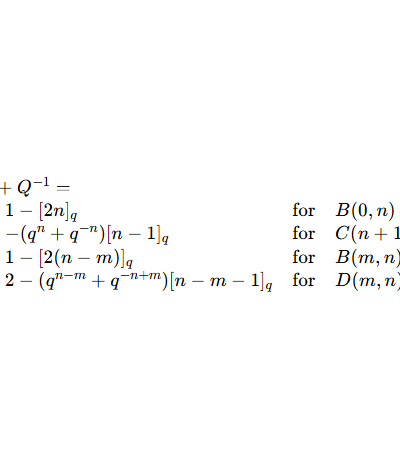 + Q^{-1} =
1 − [2n]_q for B(0, n)
−(q^n + q^{-n})[n − 1]_q for C(n + 1
1 − [2(n − m)]_q for B(m, n)
2 − (q^{n−m} + q^{−n+m})[n − m − 1]_q for D(m, n)